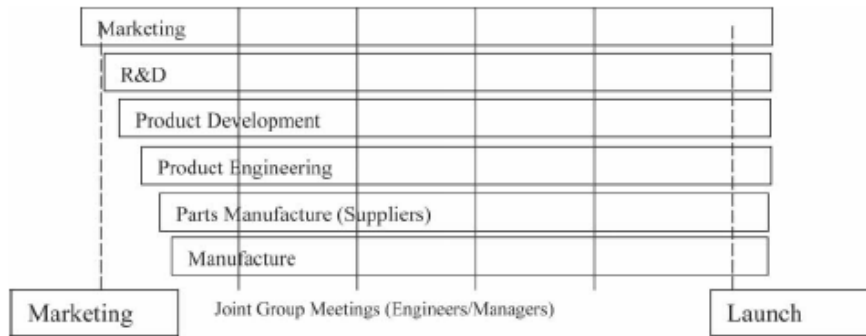 Marketing
R&D
Product Development
Product Engineering
Parts Manufacture (Suppliers)
Manufacture
Marketing
Joint Group Meetings (Engineers/Managers)
Launch